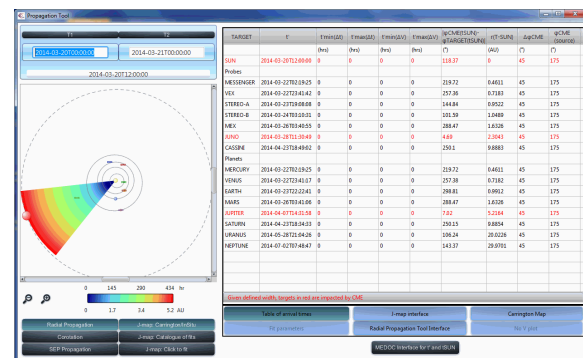 Propagation Tool
T1 T2
2014-03-20T00:00:00 2014-03-21T00:00:00
2014-03-20T12:00:00
0 145 290 434 hr
0 1.7 3.4 5.2 AU
Radial Propagation J-map: Carrington/InSitu
Corotation J-map: Catalogue of fits
SEP Propagation J-map: Click to fit
TARGET t' t'min(Δt) t'max(Δt) t'min(ΔV) t'max(ΔV) r(T-SUN) ΔφCME φCME (source)
(hrs) (hrs) (hrs) (hrs) (°) (AU) (°) (°)
SUN 2014-03-20T12:00:00 0 0 0 0 118.37 0 45 175
Probes
MESSENGER 2014-03-22T02:19:25 0 0 0 0 219.72 0.4611 45 175
VEX 2014-03-22T23:41:42 0 0 0 0 257.36 0.7183 45 175
STEREO-A 2014-03-23T19:08:08 0 0 0 0 144.84 0.9522 45 175
STEREO-B 2014-03-24T03:10:31 0 0 0 0 101.59 1.0489 45 175
MEX 2014-03-26T03:40:55 0 0 0 0 288.47 1.6326 45 175
JUNO 2014-03-28T11:30:49 0 0 0 0 4.69 2.3043 45 175
CASSINI 2014-04-23T18:49:02 0 0 0 0 250.1 9.8883 45 175
Planets
MERCURY 2014-03-22T02:19:25 0 0 0 0 219.72 0.4611 45 175
VENUS 2014-03-22T23:41:17 0 0 0 0 257.38 0.7182 45 175
EARTH 2014-03-23T22:22:41 0 0 0 0 298.81 0.9912 45 175
MARS 2014-03-26T03:41:06 0 0 0 0 288.47 1.6326 45 175
JUPITER 2014-04-07T14:31:58 0 0 0 0 7.02 5.2164 45 175
SATURN 2014-04-23T18:34:33 0 0 0 0 250.15 9.8854 45 175
URANUS 2014-05-28T21:04:26 0 0 0 0 106.24 20.0226 45 175
NEPTUNE 2014-07-02T07:48:47 0 0 0 0 143.37 29.9701 45 175
Given defined width, targets in red are impacted by CME
Table of arrival times J-map interface Carrington Map
Fit parameters Radial Propagation Tool Interface
MEDOC Interface for t' and tSUN